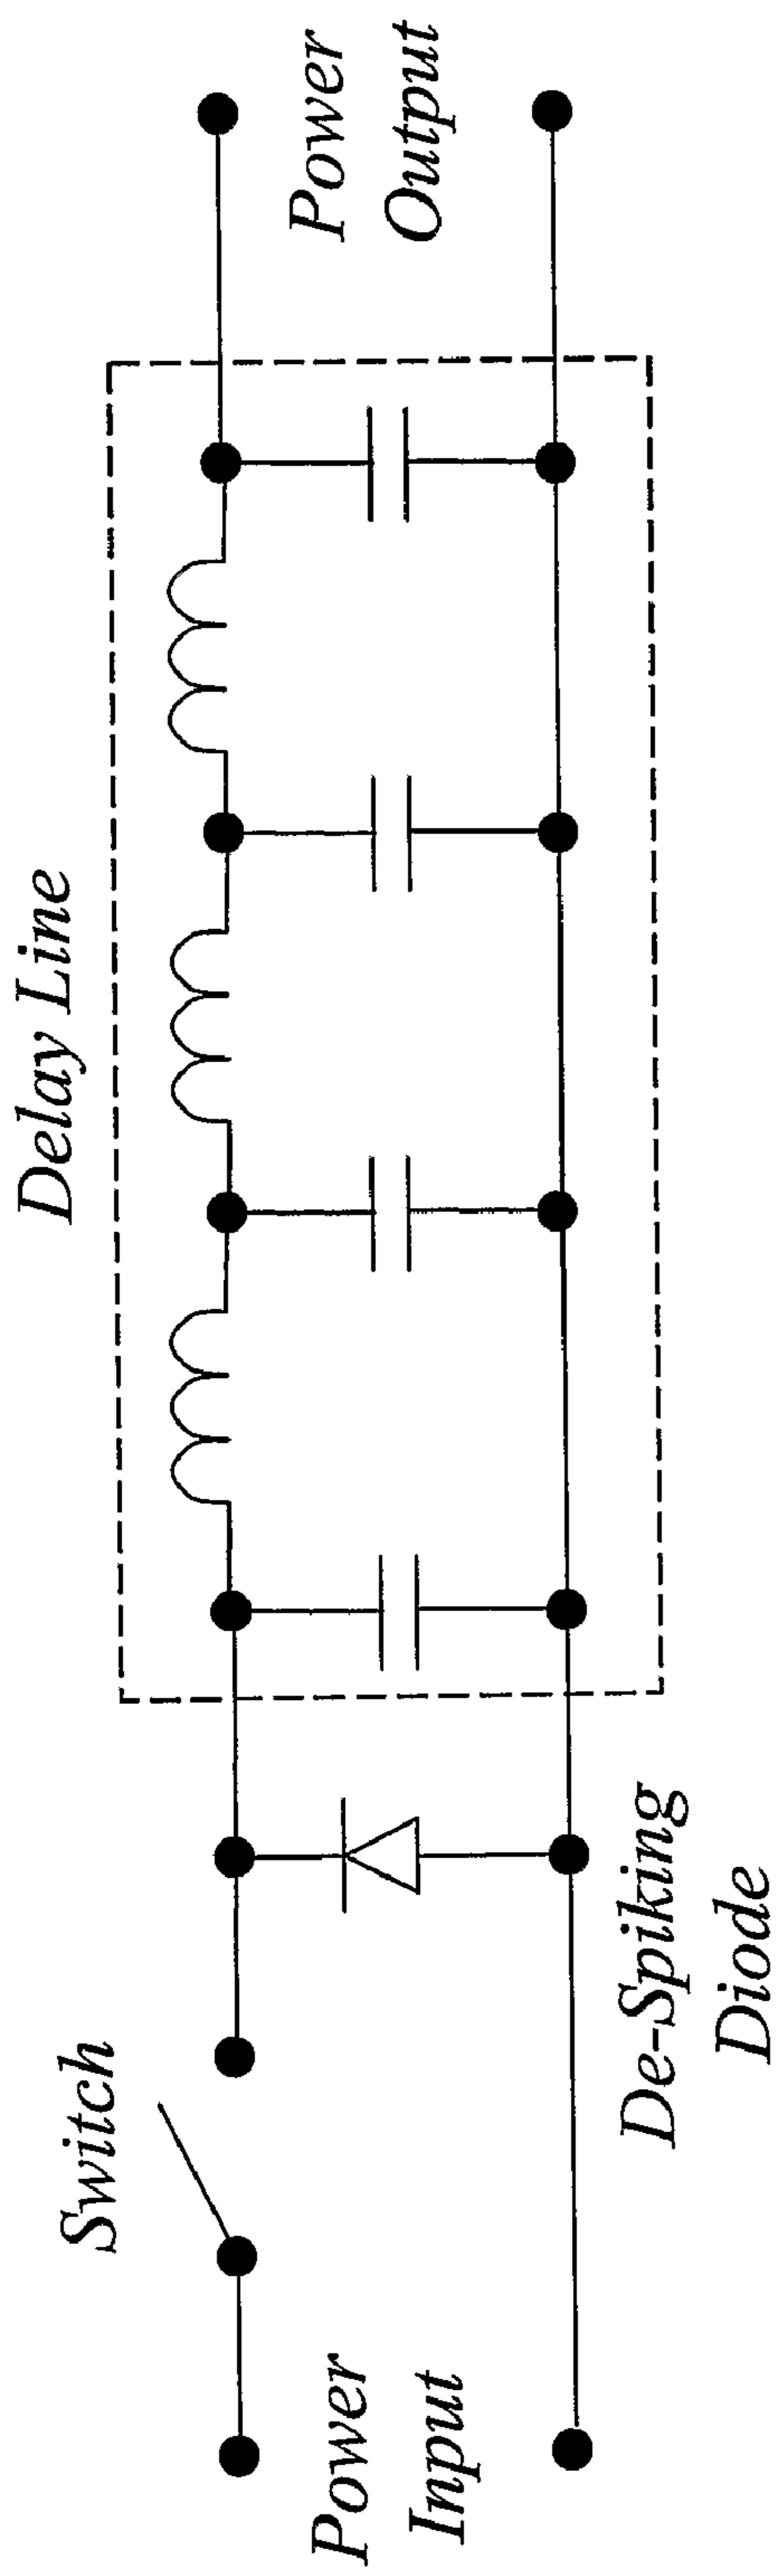 Power
Input
Switch
De-Spiking
Diode
Delay Line
Power
Output